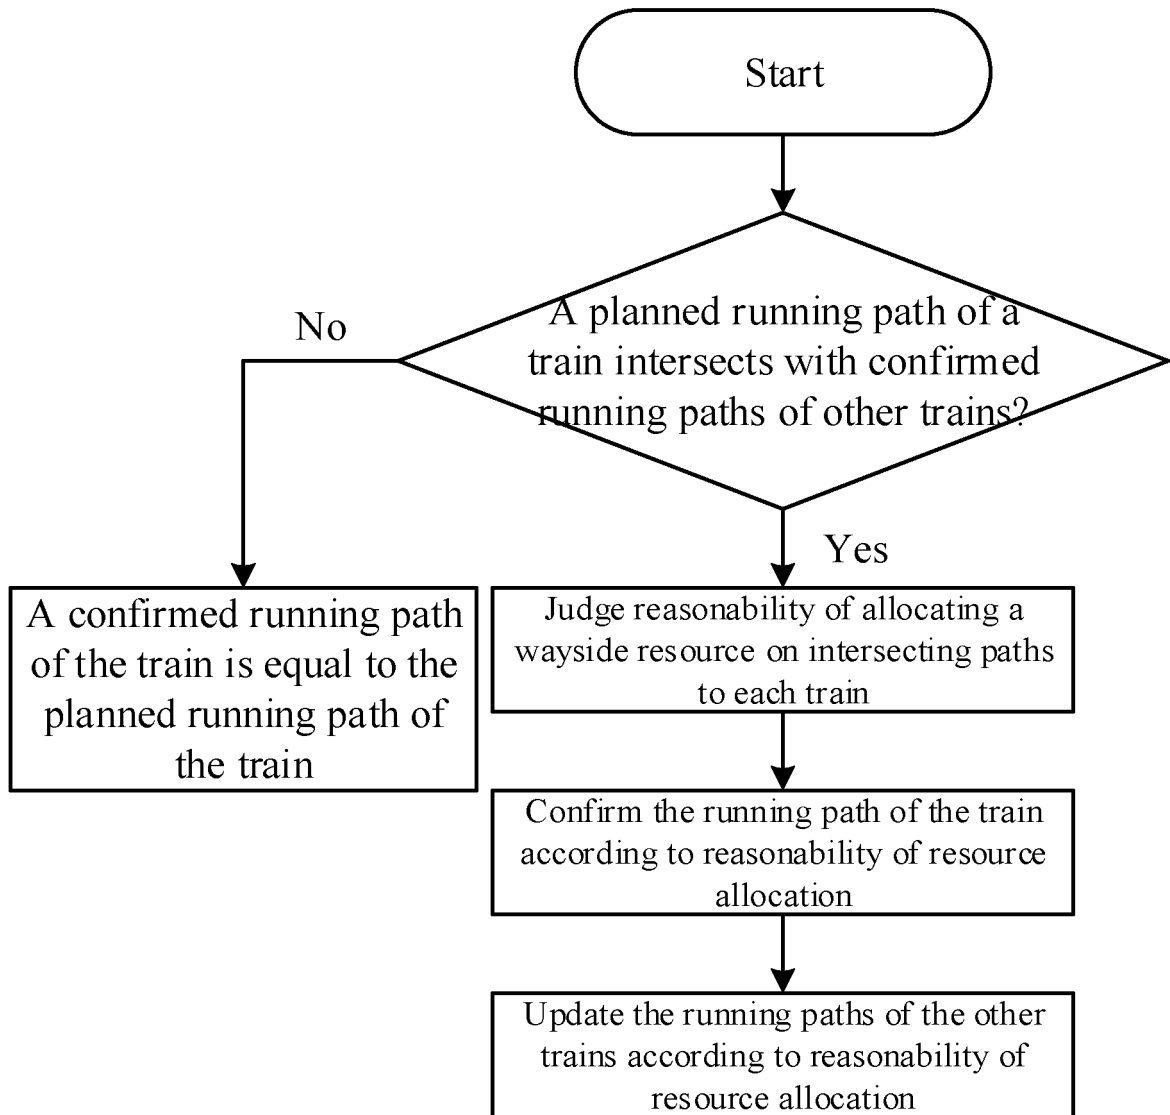 Start
A planned running path of a
train intersects with confirmed
running paths of other trains?
No
Yes
A confirmed running path
of the train is equal to the
planned running path of
the train
Judge reasonability of allocating a
wayside resource on intersecting paths
to each train
Confirm the running path of the train
according to reasonability of resource
allocation
Update the running paths of the other
trains according to reasonability of
resource allocation